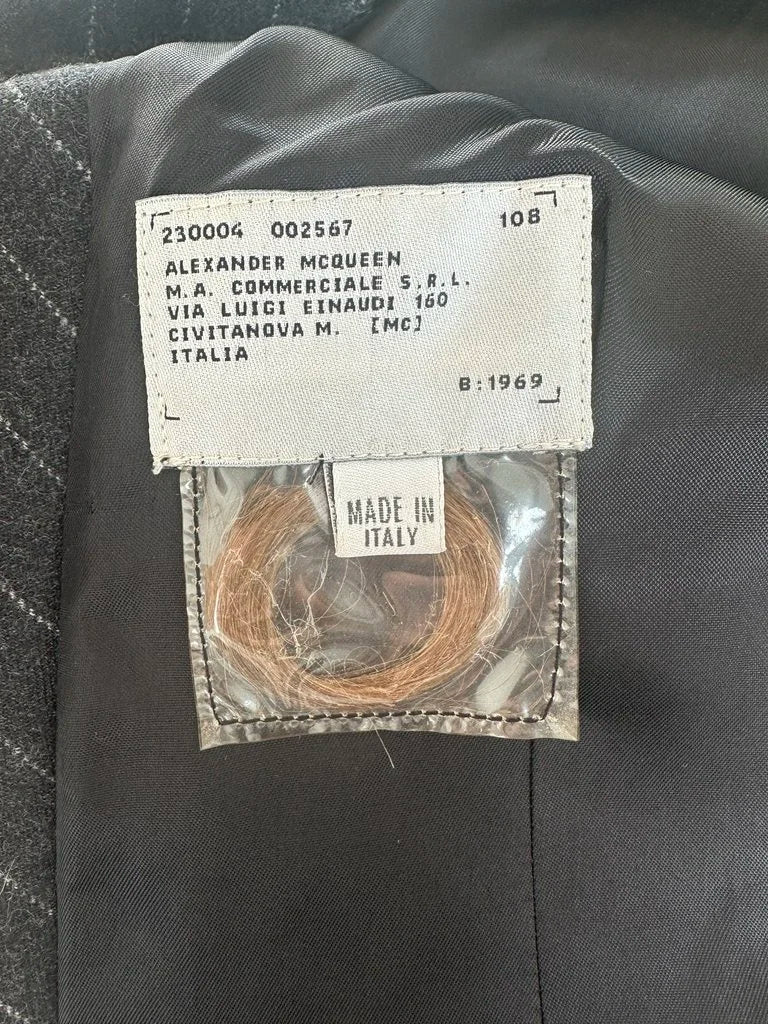 230004 002567 108
ALEXANDER MCQUEEN
M.A. COMMERCIALE S.R.L.
VIA LUIGI EINAUDI 160
CIVITANOVA M. [MC]
ITALIA
B:1969
MADE IN
ITALY